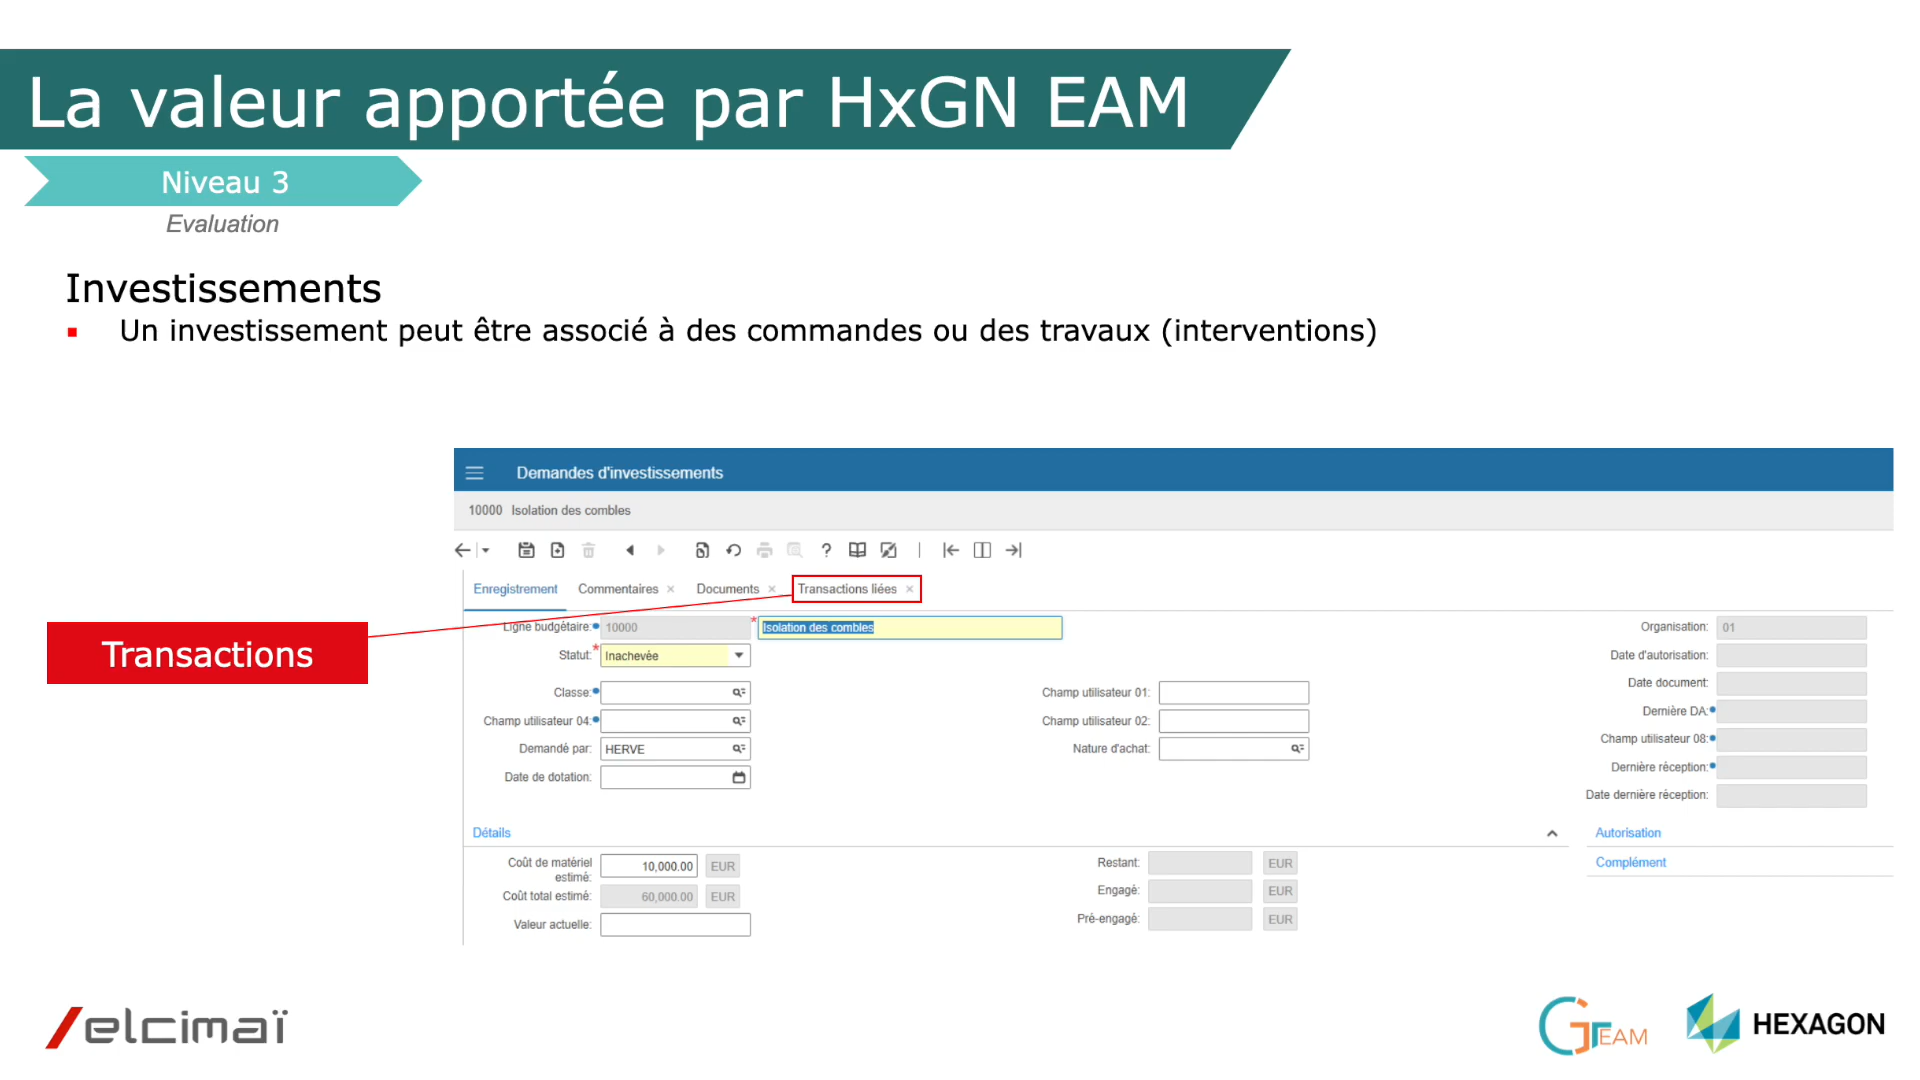 La valeur apportée par HxGN EAM
Niveau 3
Evaluation
Investissements
Un investissement peut être associé à des commandes ou des travaux (interventions)
Demandes d'investissements
10000 Isolation des combles
Enregistrement Commentaires × Documents × Transactions liées ×
Transactions
Ligne budgétaire: 10000 * Isolation des combles
Statut: * Inachevée
Classe:
Champ utilisateur 04:
Demandé par: HERVE
Date de dotation:
Champ utilisateur 01:
Champ utilisateur 02:
Nature d'achat:
Organisation: 01
Date d'autorisation:
Date document:
Dernière DA:
Champ utilisateur 08:
Dernière réception:
Date dernière réception:
Détails
Coût de matériel
estimé: 10,000.00 EUR
Coût total estimé: 60,000.00 EUR
Valeur actuelle:
Restant: EUR
Engagé: EUR
Pré-engagé: EUR
Autorisation
Complément
elcimaï
CJTEAM
HEXAGON